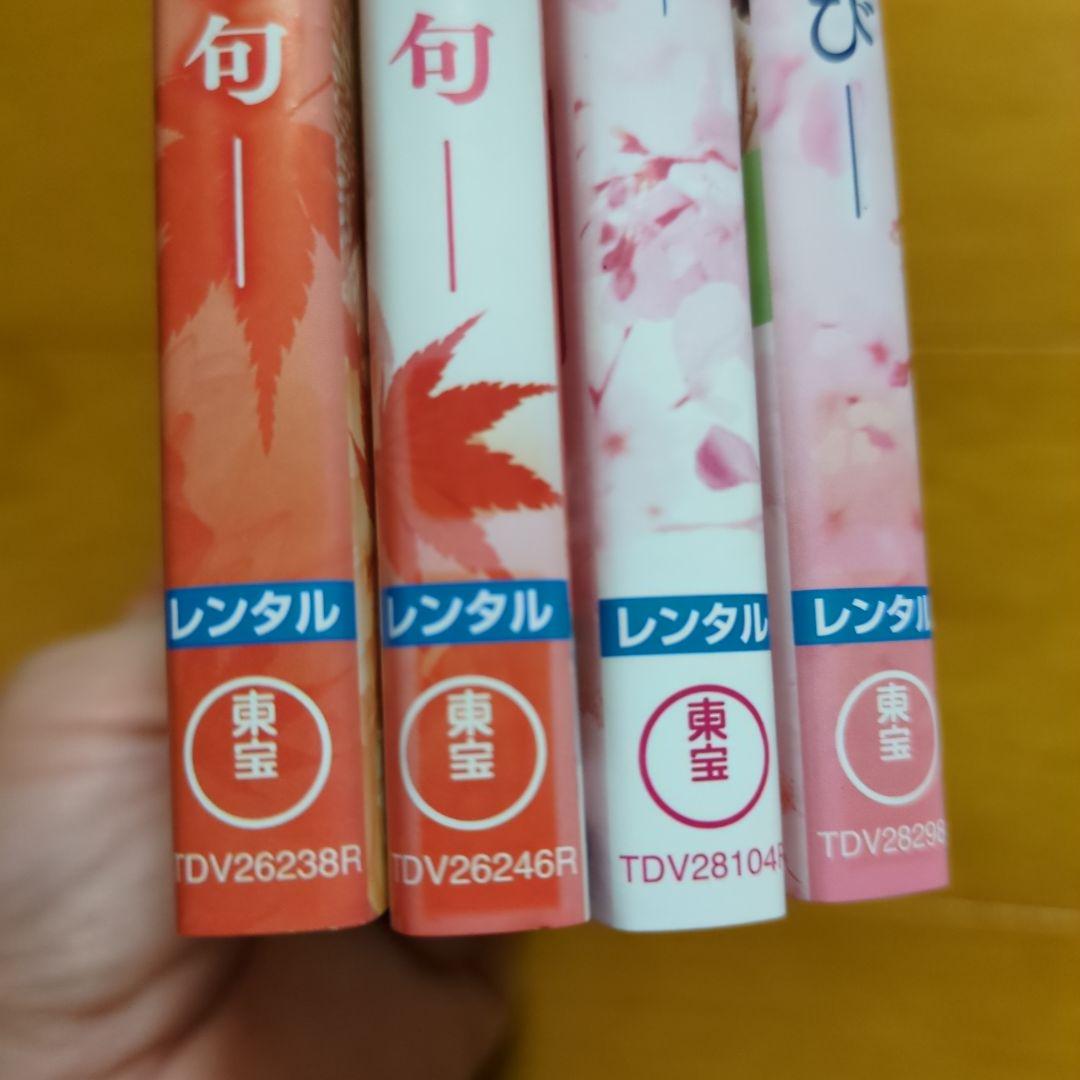 句
レンタル
東宝
TDV26238R
句
レンタル
東宝
TDV26246R
レンタル
東宝
TDV28104R
び
レンタル
東宝
TDV28298